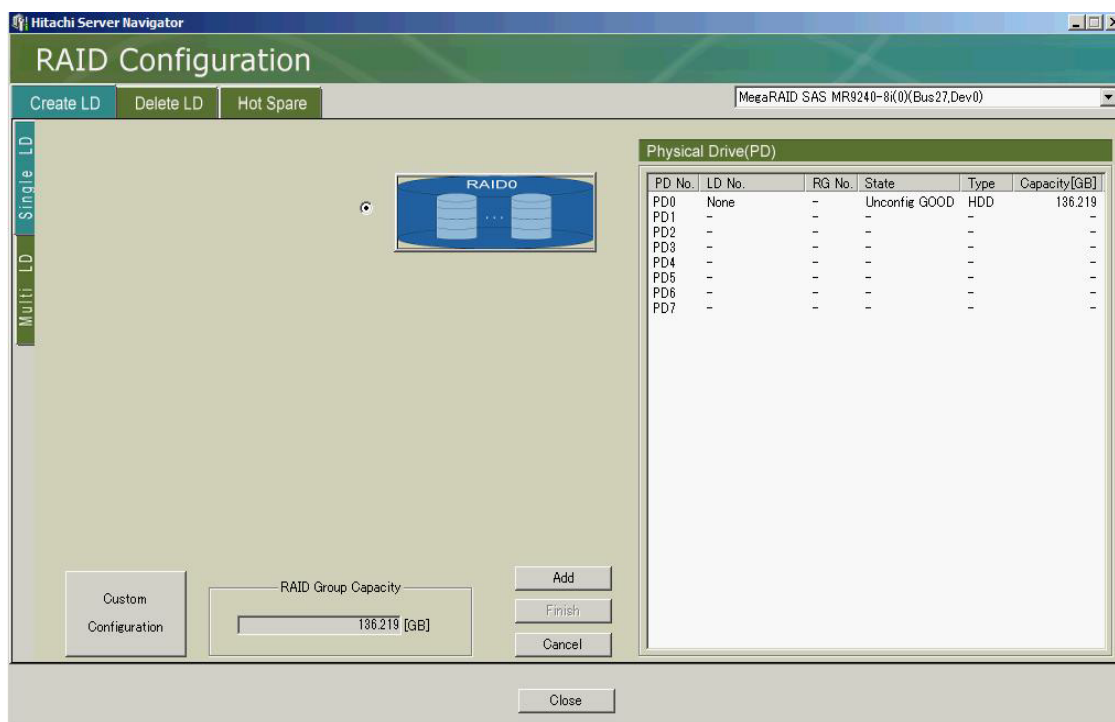 Hitachi Server Navigator
RAID Configuration
Create LD Delete LD Hot Spare
MegaRAID SAS MR9240-8i(0)(Bus27,Dev0)
Single LD
Multi LD
RAID0
...
Physical Drive(PD)
PD No. LD No. RG No. State Type Capacity[GB]
PD0 None - Unconfig GOOD HDD 136.219
PD1 - - - - -
PD2 - - - - -
PD3 - - - - -
PD4 - - - - -
PD5 - - - - -
PD6 - - - - -
PD7 - - - - -
Custom
Configuration
RAID Group Capacity
136.219 [GB]
Add
Finish
Cancel
Close